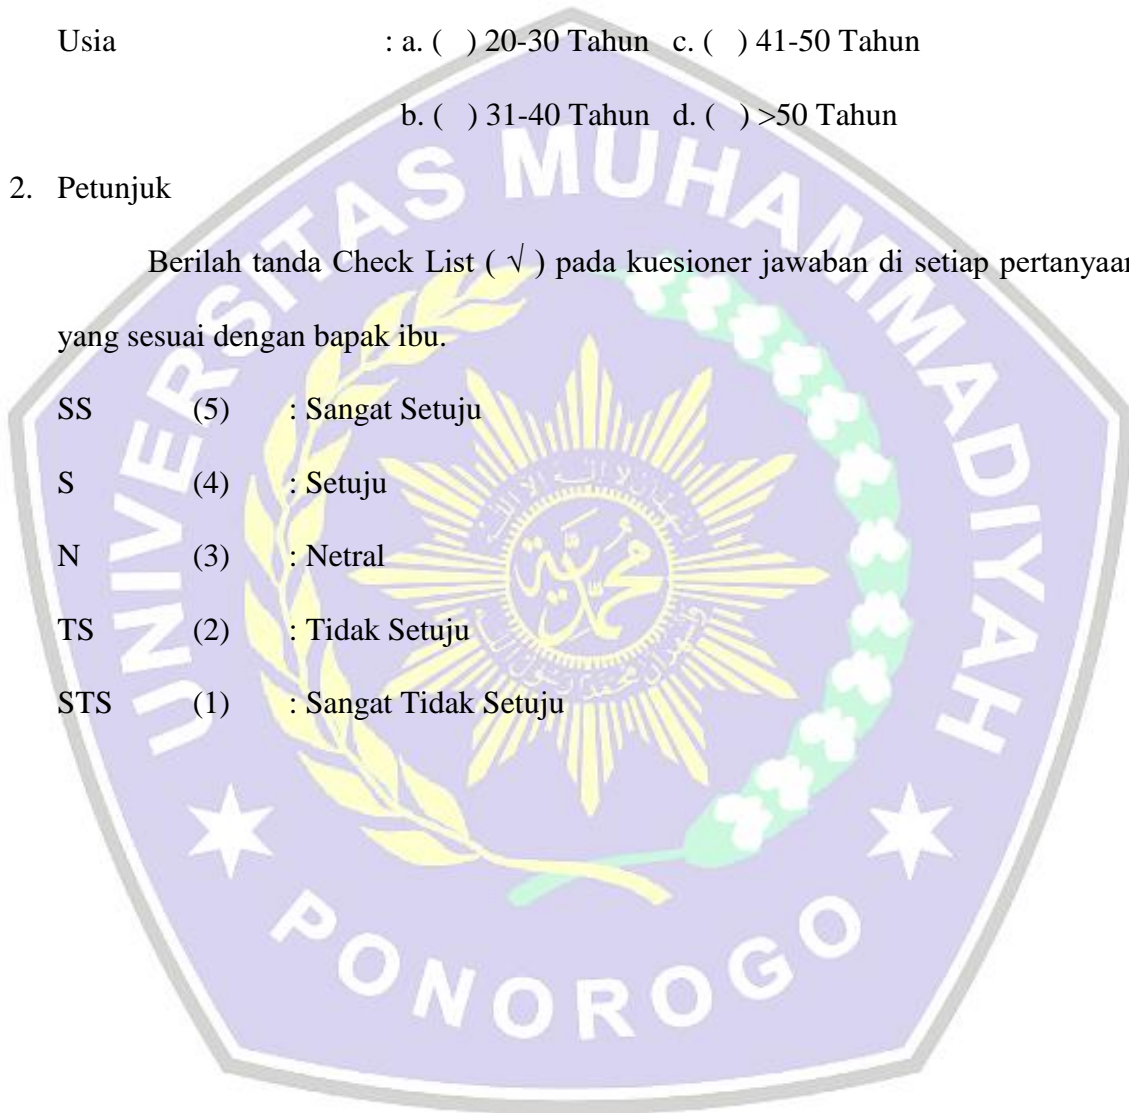 Usia : a. ( ) 20-30 Tahun c. ( ) 41-50 Tahun
b. ( ) 31-40 Tahun d. ( ) >50 Tahun
2. Petunjuk
Berilah tanda Check List ( √ ) pada kuesioner jawaban di setiap pertanyaan
yang sesuai dengan bapak ibu.
SS (5) : Sangat Setuju
S (4) : Setuju
N (3) : Netral
TS (2) : Tidak Setuju
STS (1) : Sangat Tidak Setuju
UNIVERSITAS MUHAMMADIYAH
PONOROGO
محمدية